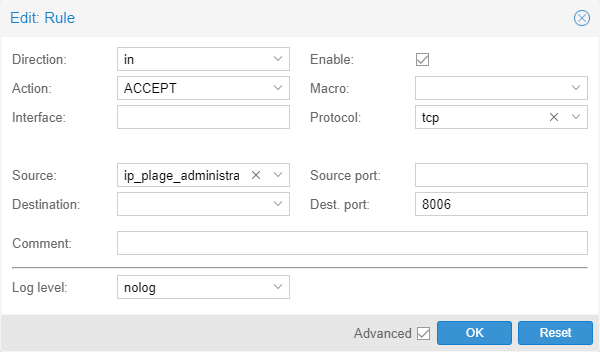 Edit: Rule
Direction: in Enable:
Action: ACCEPT Macro:
Interface: Protocol: tcp
Source: ip_plage_administra Source port:
Destination: Dest. port: 8006
Comment:
Log level: nolog
Advanced OK Reset